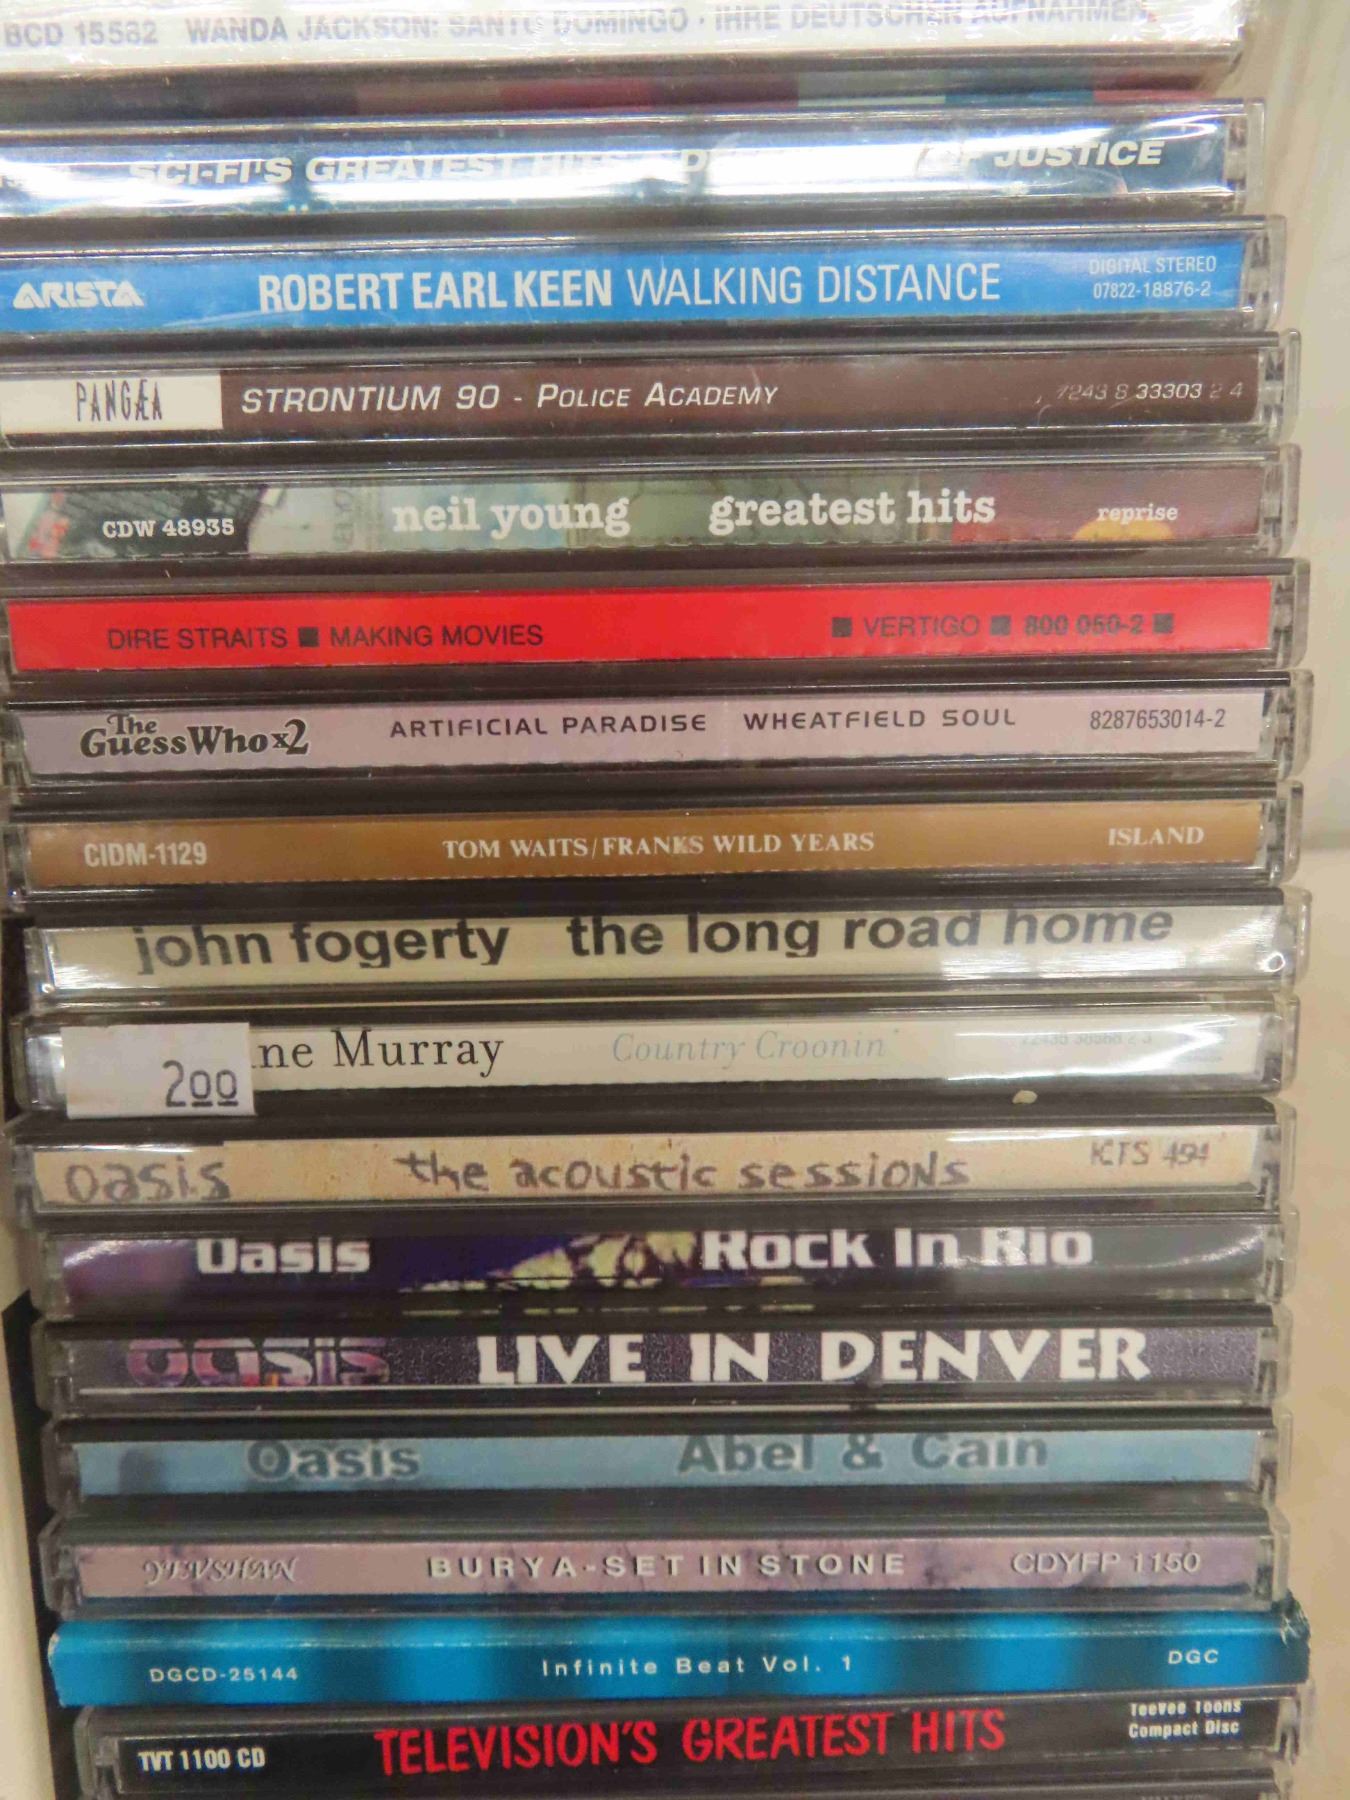 BCD 15582 WANDA JACKSON: SANTO DOMINGO · IHRE DEUTSCHEN AUFNAHMEN
SCI-FI'S GREATEST HITS OF JUSTICE
ARISTA ROBERT EARL KEEN WALKING DISTANCE DIGITAL STEREO
07822-18876-2
PANGÆA STRONTIUM 90 - POLICE ACADEMY 7243 8 33303 2 4
CDW 48935 neil young greatest hits reprise
DIRE STRAITS ■ MAKING MOVIES ■ VERTIGO ■ 800 050-2 ■
The
GuessWho x2 ARTIFICIAL PARADISE WHEATFIELD SOUL 8287653014-2
CIDM-1129 TOM WAITS/FRANKS WILD YEARS ISLAND
john fogerty the long road home
200 ne Murray Country Croonin'
oasis the acoustic sessions KTS 494
Oasis Rock In Rio
oasis LIVE IN DENVER
Oasis Abel & Cain
YEVSHAN BURYA-SET IN STONE CDYFP 1150
DGCD-25144 Infinite Beat Vol. 1 DGC
TVT 1100 CD TELEVISION'S GREATEST HITS TeeVee Toons
Compact Disc